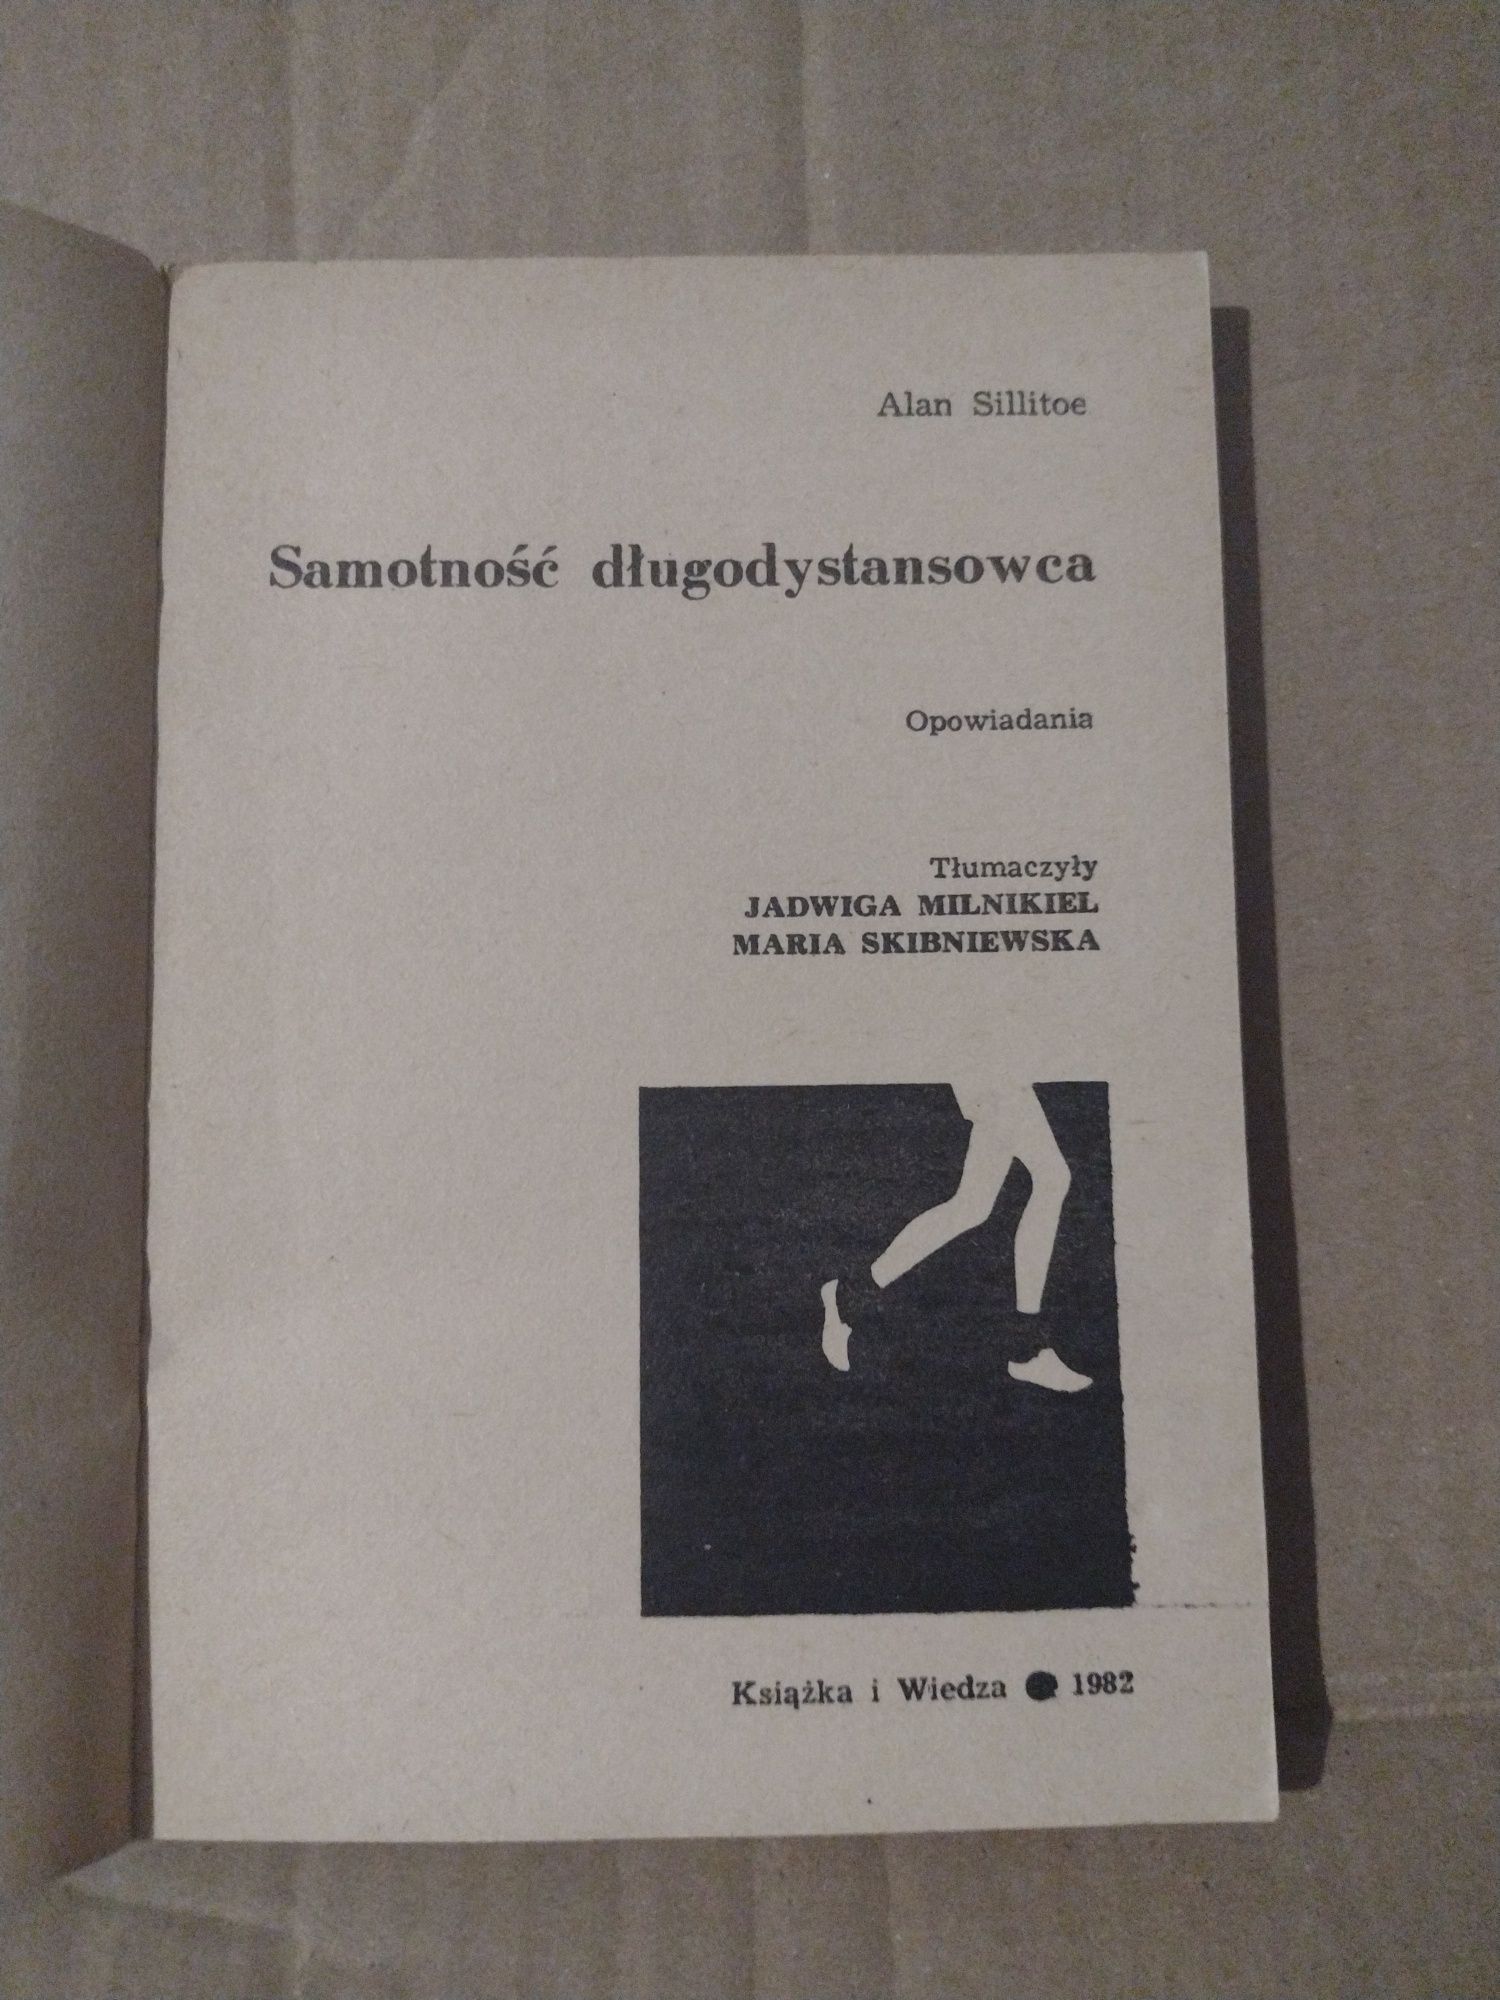 Alan Sillitoe
Samotność długodystansowca
Opowiadania
Tłumaczyły
JADWIGA MILNIKIEL
MARIA SKIBNIEWSKA
Książka i Wiedza ● 1982